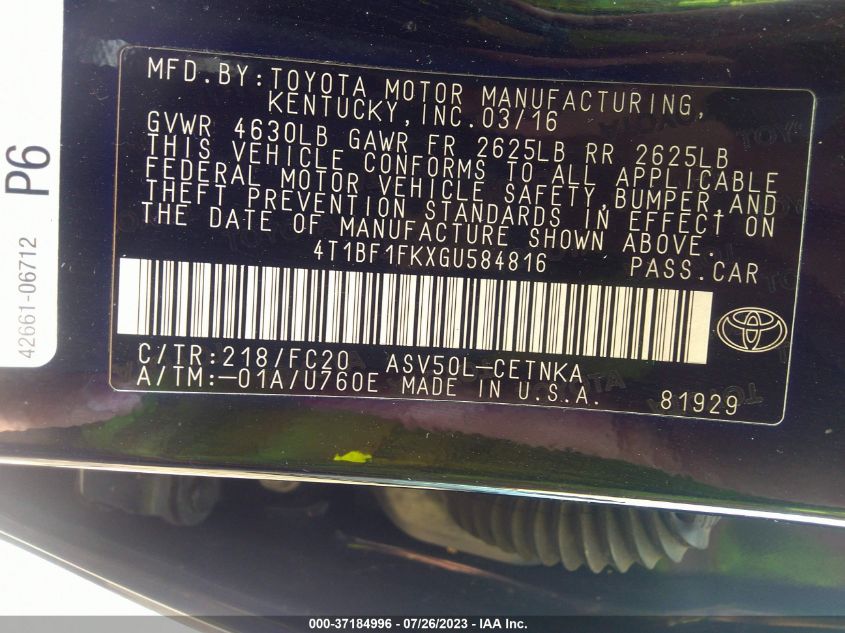 MFD.BY:TOYOTA MOTOR MANUFACTURING,
KENTUCKY,INC.03/16
GVWR 4630LB GAWR FR 2625LB RR 2625LB
THIS VEHICLE CONFORMS TO ALL APPLICABLE
FEDERAL MOTOR VEHICLE SAFETY,BUMPER,AND
THEFT PREVENTION STANDARDS IN EFFECT ON
THE DATE OF MANUFACTURE SHOWN ABOVE.
4T1BF1FKXGU584816 PASS.CAR
C/TR:218/FC20 ASV50L-CETNKA
A/TM:-01A/U760E MADE IN U.S.A. 81929
P6
42661-06712
000-37184996 - 07/26/2023 - IAA Inc.